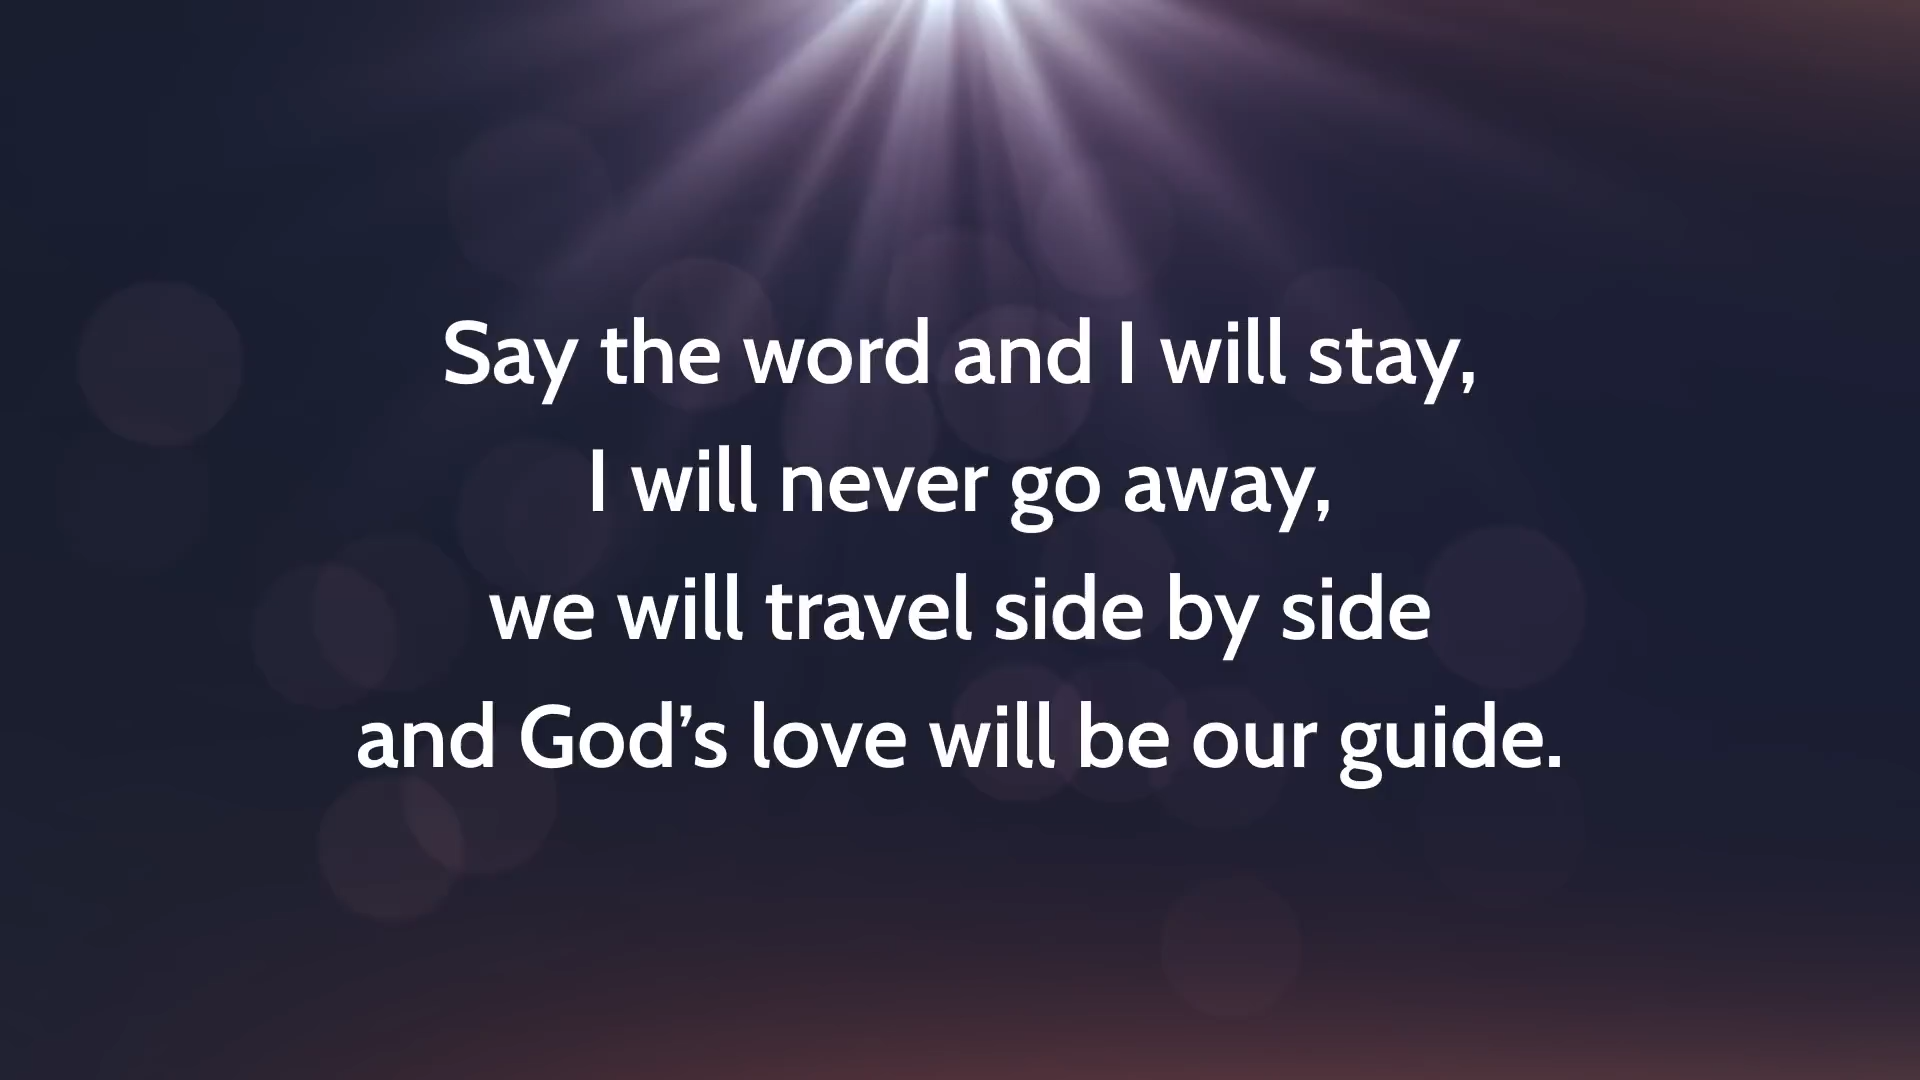 Say the word and I will stay,
I will never go away,
we will travel side by side
and God’s love will be our guide.